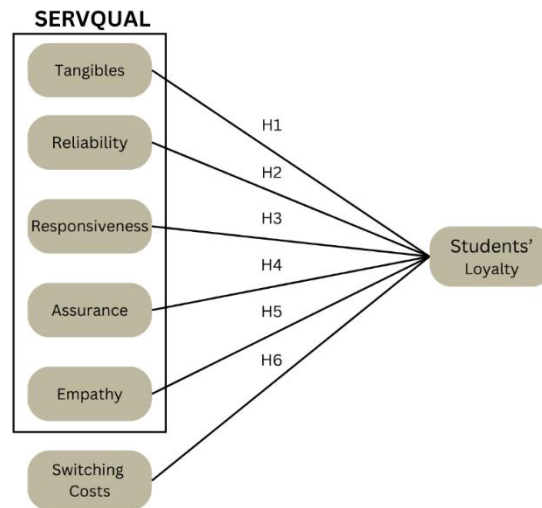 SERVQUAL
Tangibles
H1
Reliability
H2
H3
Responsiveness
Students'
Loyalty
H4
Assurance
H5
H6
Empathy
Switching
Costs